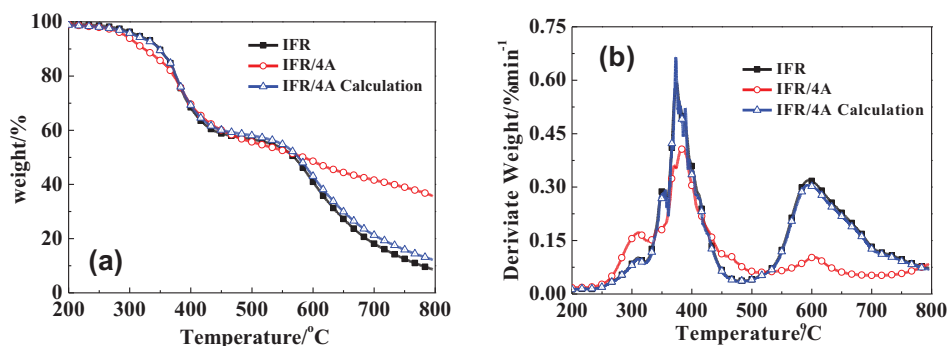 100
80
60
40
20
0
weight/%
200 300 400 500 600 700 800
Temperature/°C
IFR
IFR/4A
IFR/4A Calculation
(a)
0.75
0.60
0.45
0.30
0.15
0.00
Deriviate Weight/%min-1
200 300 400 500 600 700 800
Temperature/°C
(b)
IFR
IFR/4A
IFR/4A Calculation